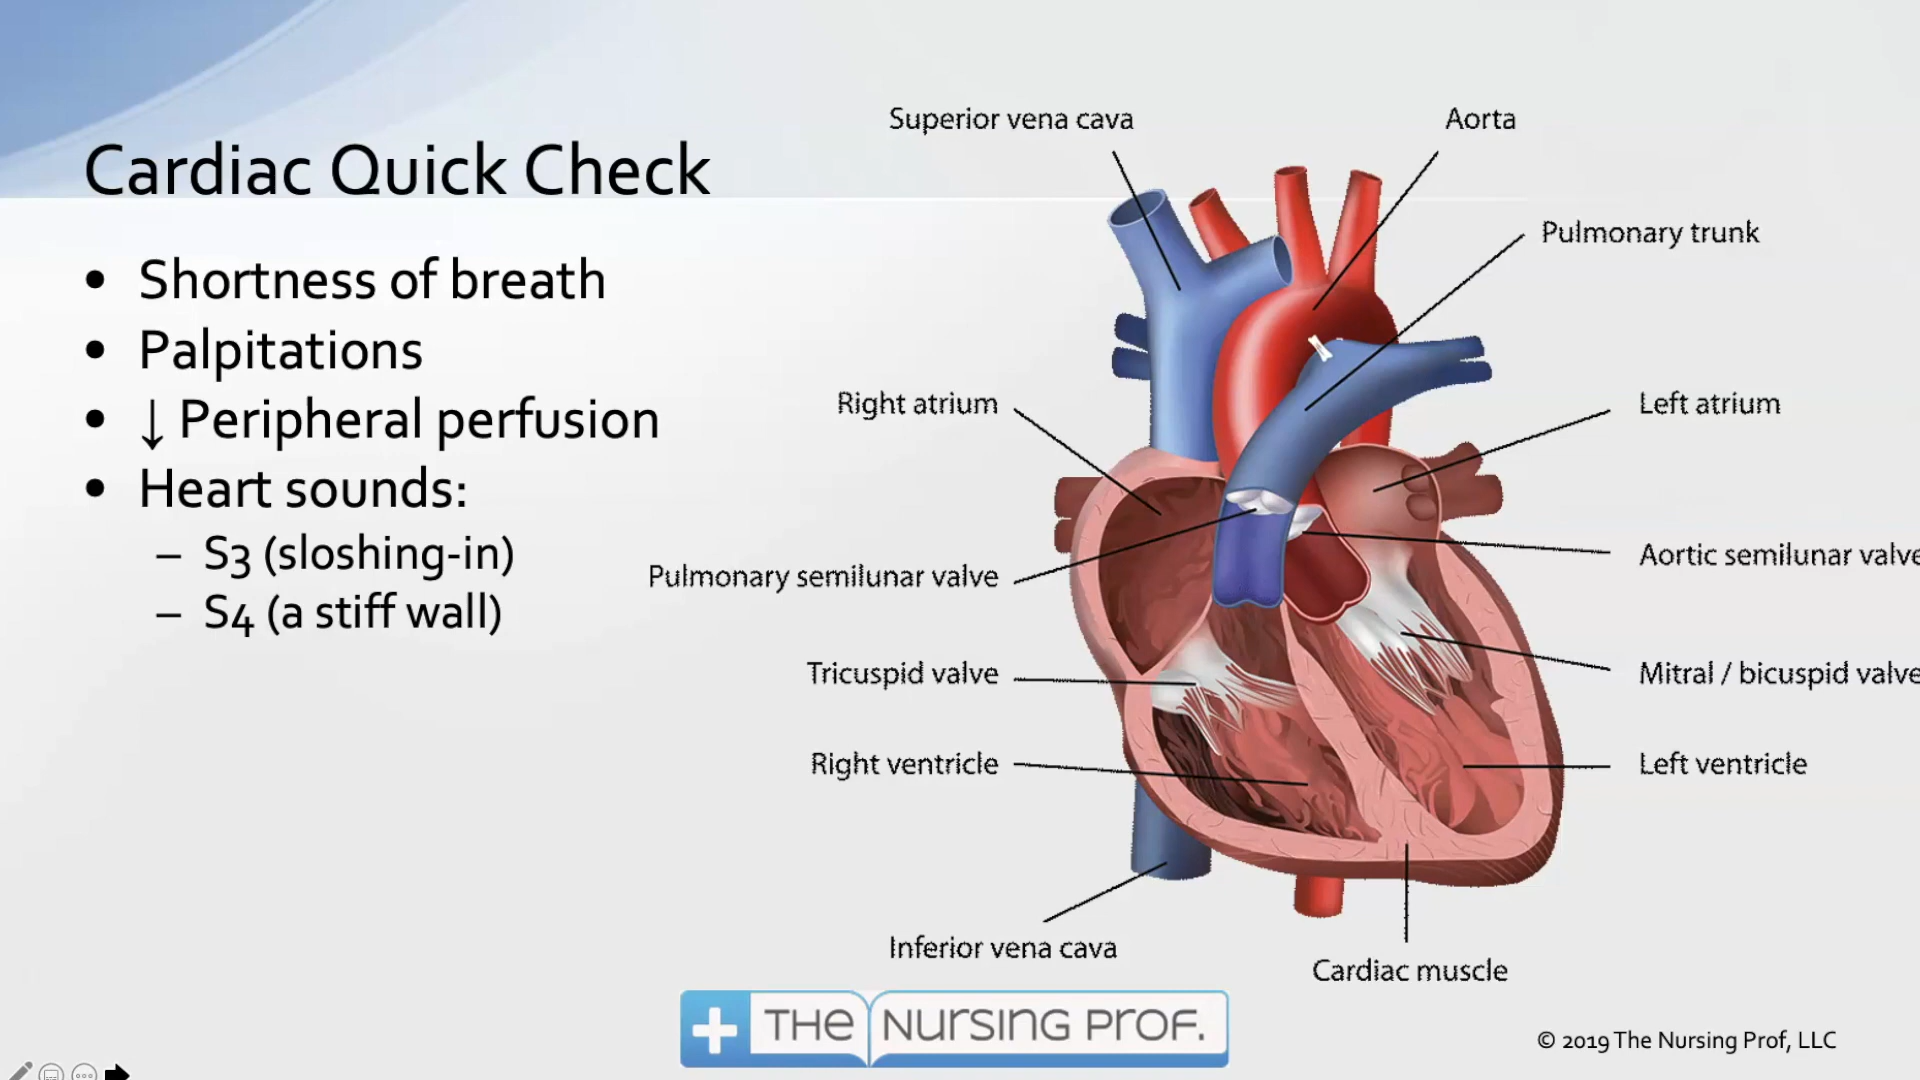 Cardiac Quick Check
• Shortness of breath
• Palpitations
• ↓ Peripheral perfusion
• Heart sounds:
– S3 (sloshing-in)
– S4 (a stiff wall)
Superior vena cava
Aorta
Pulmonary trunk
Right atrium
Left atrium
Pulmonary semilunar valve
Aortic semilunar valve
Tricuspid valve
Mitral / bicuspid valve
Right ventricle
Left ventricle
Inferior vena cava
Cardiac muscle
THE NURSING PROF.
© 2019 The Nursing Prof, LLC